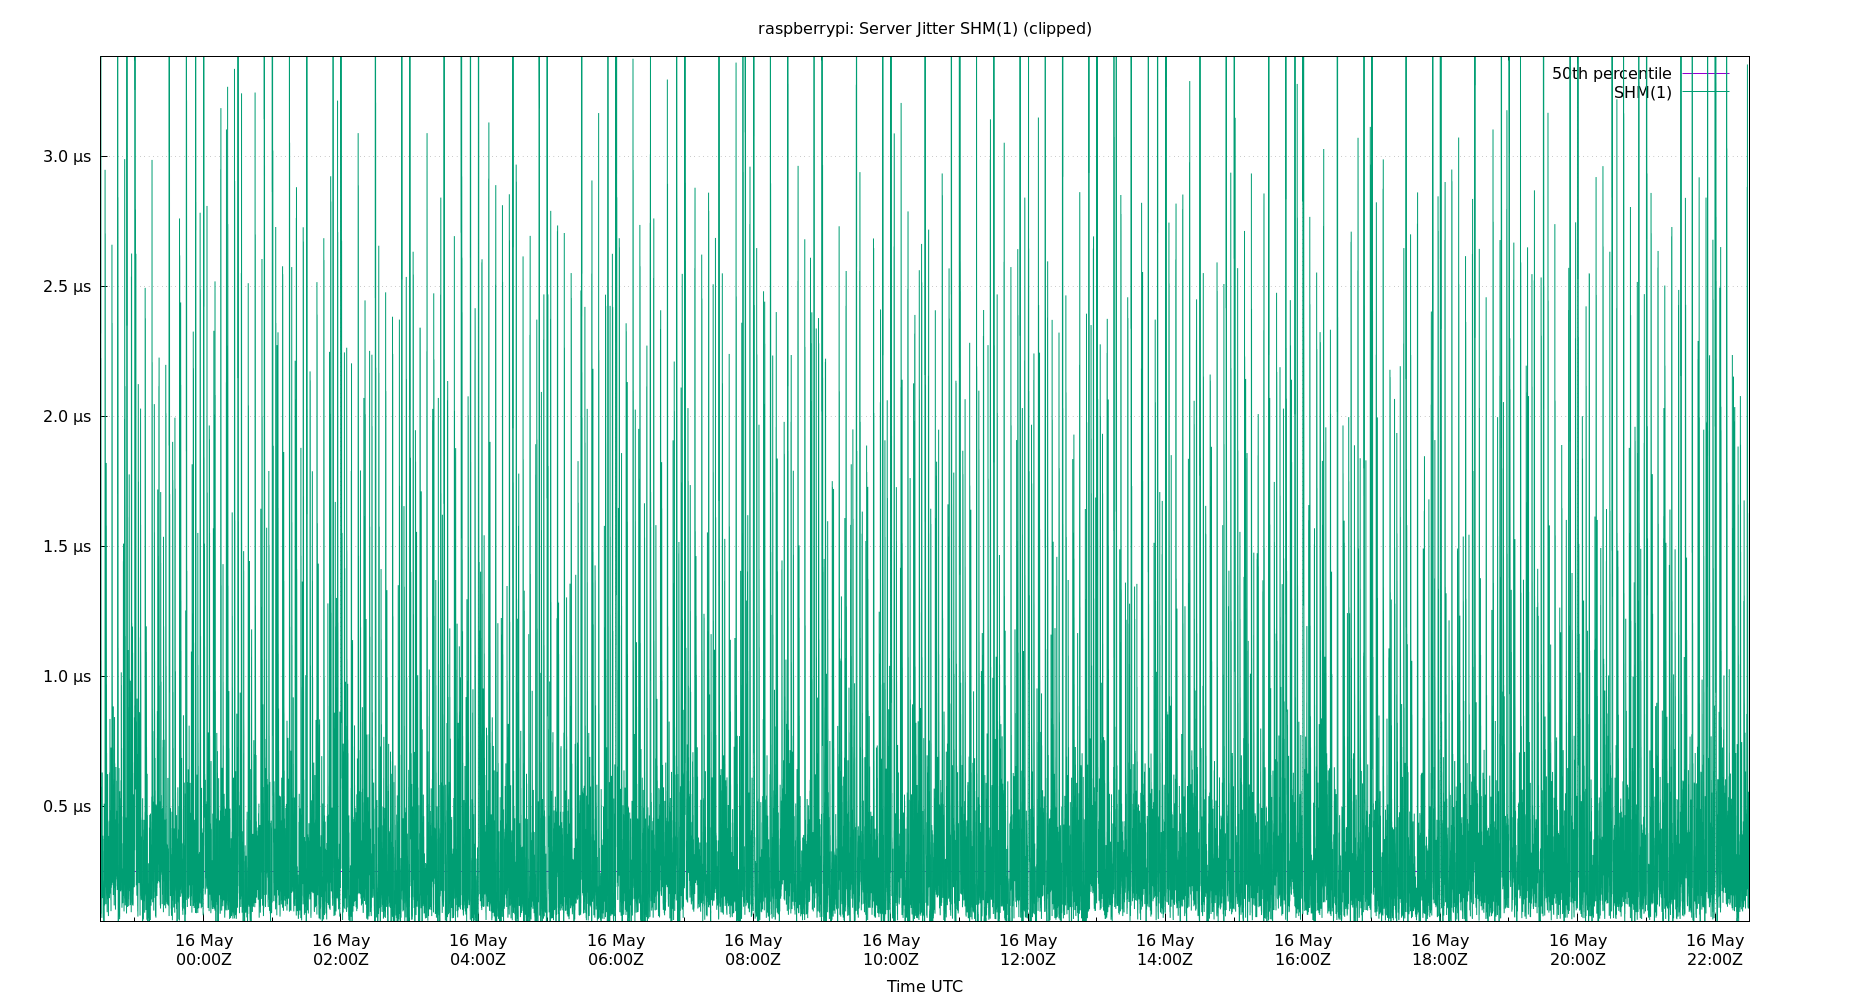 raspberrypi: Server Jitter SHM(1) (clipped)
50th percentile
SHM(1)
3.0 µs
2.5 µs
2.0 µs
1.5 µs
1.0 µs
0.5 µs
16 May 16 May 16 May 16 May 16 May 16 May 16 May 16 May 16 May 16 May 16 May 16 May
00:00Z 02:00Z 04:00Z 06:00Z 08:00Z 10:00Z 12:00Z 14:00Z 16:00Z 18:00Z 20:00Z 22:00Z
Time UTC